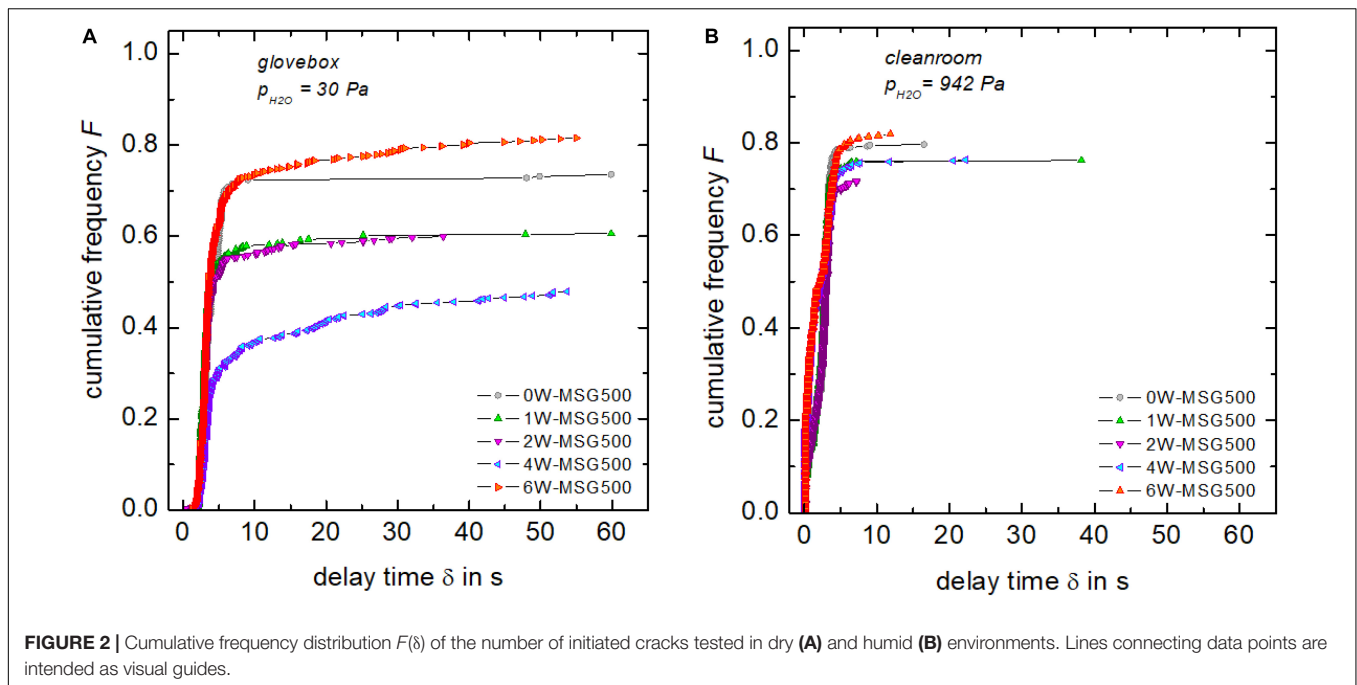 A
glovebox
p_H2O = 30 Pa
cumulative frequency F
1.0
0.8
0.6
0.4
0.2
0.0
0 10 20 30 40 50 60
delay time δ in s
0W-MSG500
1W-MSG500
2W-MSG500
4W-MSG500
6W-MSG500
B
cleanroom
p_H2O = 942 Pa
cumulative frequency F
1.0
0.8
0.6
0.4
0.2
0.0
0 10 20 30 40 50 60
delay time δ in s
0W-MSG500
1W-MSG500
2W-MSG500
4W-MSG500
6W-MSG500
FIGURE 2 | Cumulative frequency distribution F(δ) of the number of initiated cracks tested in dry (A) and humid (B) environments. Lines connecting data points are
intended as visual guides.